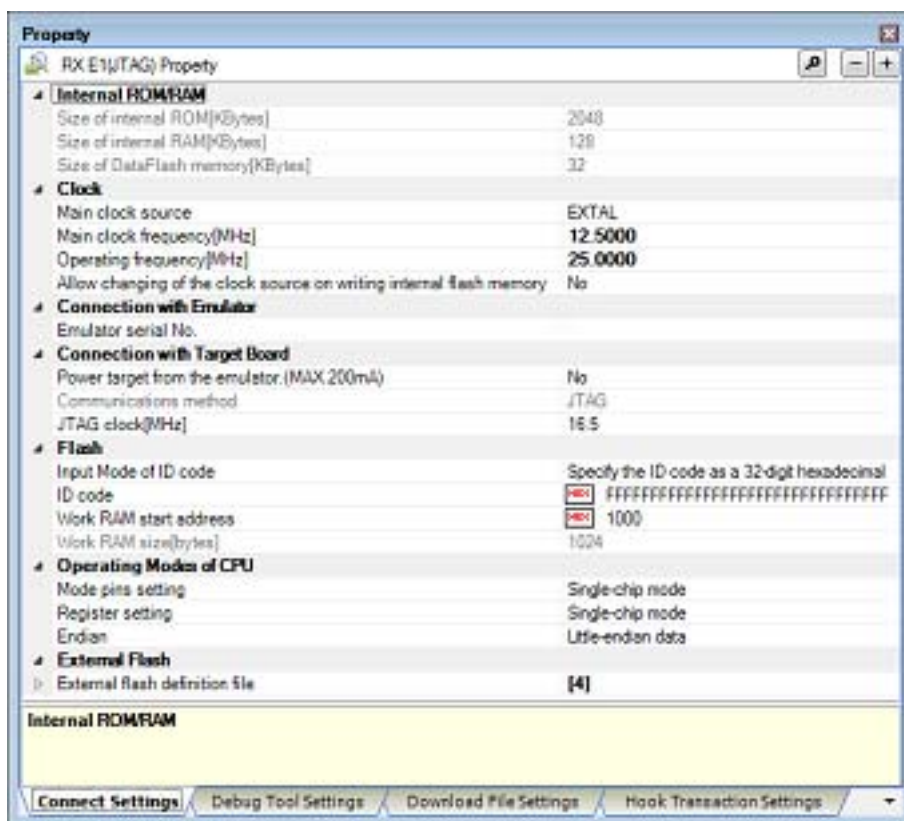 Property
RX E1(JTAG) Property
Internal ROM/RAM
Size of internal ROM[KBytes] 2048
Size of internal RAM[KBytes] 128
Size of DataFlash memory[KBytes] 32
Clock
Main clock source EXTAL
Main clock frequency[MHz] 12.5000
Operating frequency[MHz] 25.0000
Allow changing of the clock source on writing internal flash memory No
Connection with Emulator
Emulator serial No.
Connection with Target Board
Power target from the emulator.(MAX 200mA) No
Communications method JTAG
JTAG clock[MHz] 16.5
Flash
Input Mode of ID code Specify the ID code as a 32-digit hexadecimal
ID code HEX FFFFFFFFFFFFFFFFFFFFFFFFFFFFFFFF
Work RAM start address HEX 1000
Work RAM size[bytes] 1024
Operating Modes of CPU
Mode pins setting Single-chip mode
Register setting Single-chip mode
Endian Little-endian data
External Flash
External flash definition file [4]
Internal ROM/RAM
Connect Settings Debug Tool Settings Download File Settings Hook Transaction Settings